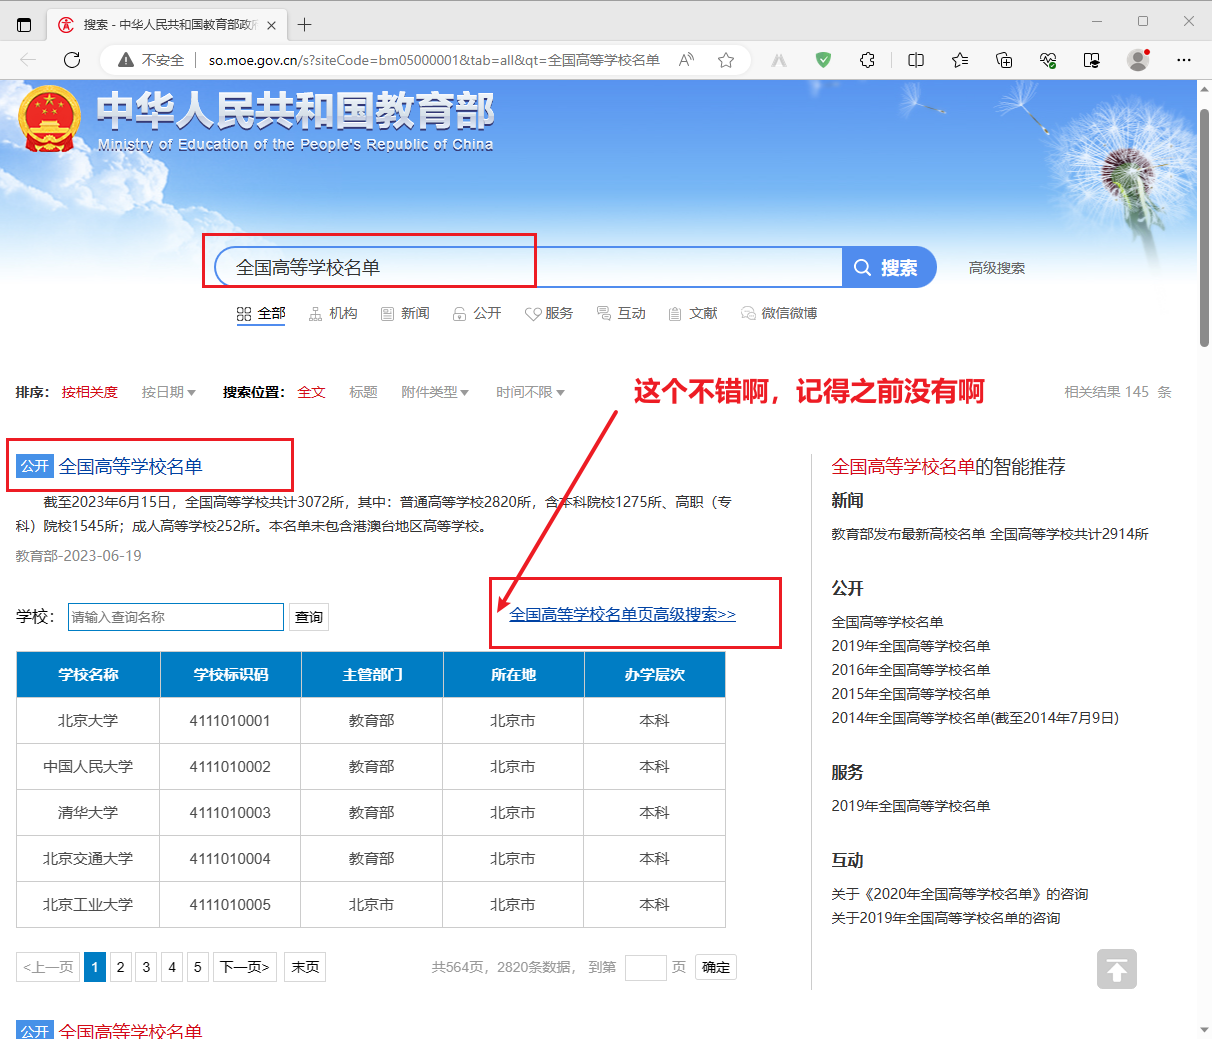 搜索 - 中华人民共和国教育部政府
不安全
so.moe.gov.cn/s?siteCode=bm05000001&tab=all&qt=全国高等学校名单
中华人民共和国教育部
Ministry of Education of the People's Republic of China
全国高等学校名单
搜索
高级搜索
全部 机构 新闻 公开 服务 互动 文献 微信微博
排序： 按相关度 按日期 搜索位置： 全文 标题 附件类型 时间不限
这个不错啊，记得之前没有啊
相关结果 145 条
公开 全国高等学校名单
截至2023年6月15日，全国高等学校共计3072所，其中：普通高等学校2820所，含本科院校1275所、高职（专
科）院校1545所；成人高等学校252所。本名单未包含港澳台地区高等学校。
教育部-2023-06-19
学校： 请输入查询名称 查询
全国高等学校名单页高级搜索>>
学校名称 学校标识码 主管部门 所在地 办学层次
北京大学 4111010001 教育部 北京市 本科
中国人民大学 4111010002 教育部 北京市 本科
清华大学 4111010003 教育部 北京市 本科
北京交通大学 4111010004 教育部 北京市 本科
北京工业大学 4111010005 北京市 北京市 本科
<上一页 1 2 3 4 5 下一页> 末页
共564页，2820条数据， 到第 页 确定
公开 全国高等学校名单
全国高等学校名单的智能推荐
新闻
教育部发布最新高校名单 全国高等学校共计2914所
公开
全国高等学校名单
2019年全国高等学校名单
2016年全国高等学校名单
2015年全国高等学校名单
2014年全国高等学校名单(截至2014年7月9日)
服务
2019年全国高等学校名单
互动
关于《2020年全国高等学校名单》的咨询
关于2019年全国高等学校名单的咨询